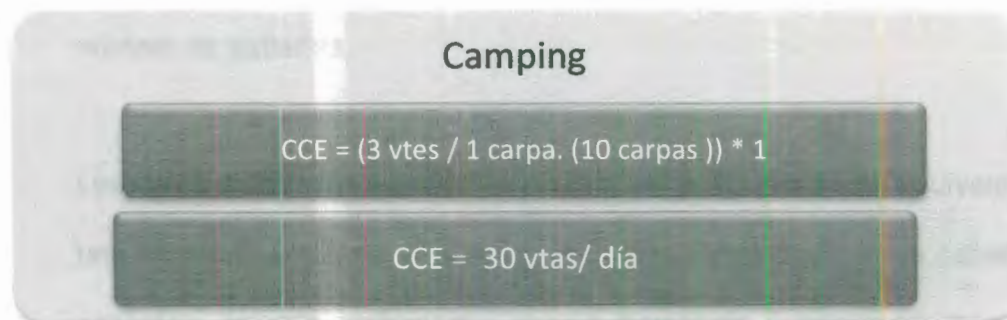 Camping
CCE = (3 vtes / 1 carpa. (10 carpas )) * 1
CCE = 30 vtas/ día